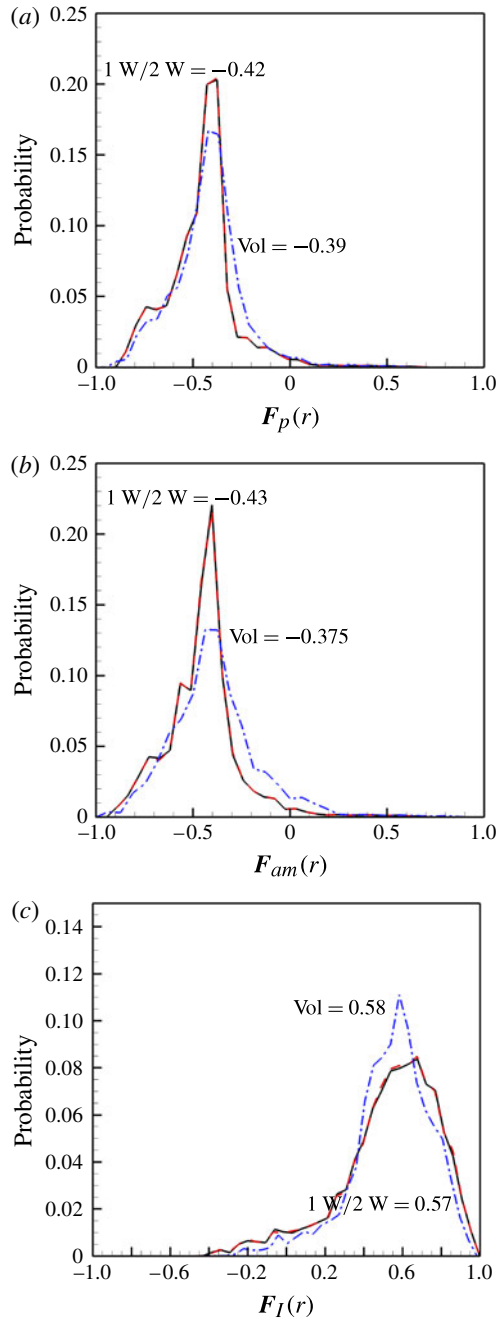 (a)
0.25
1 W/2 W = −0.42
0.20
0.15
Probability
Vol = −0.39
0.10
0.05
0
−1.0 −0.5 0 0.5 1.0
F_p(r)
(b)
0.25
1 W/2 W = −0.43
0.20
0.15
Probability
Vol = −0.375
0.10
0.05
0
−1.0 −0.5 0 0.5 1.0
F_am(r)
(c)
0.14
0.12
Vol = 0.58
0.10
0.08
Probability
0.06
0.04
0.02
1 W/2 W = 0.57
0
−1.0 −0.6 −0.2 0.2 0.6 1.0
F_I(r)